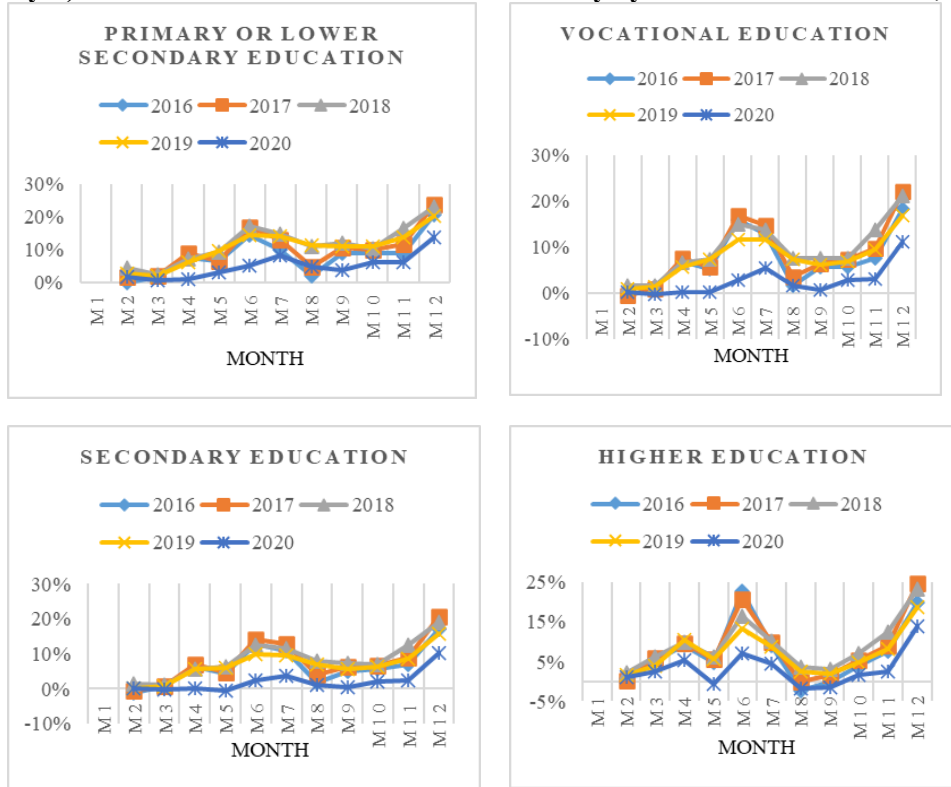 PRIMARY OR LOWER
SECONDARY EDUCATION
2016 2017 2018
2019 2020
30%
20%
10%
0%
M1 M2 M3 M4 M5 M6 M7 M8 M9 M10 M11 M12
MONTH
VOCATIONAL EDUCATION
2016 2017 2018
2019 2020
30%
20%
10%
0%
-10%
M1 M2 M3 M4 M5 M6 M7 M8 M9 M10 M11 M12
MONTH
SECONDARY EDUCATION
2016 2017 2018
2019 2020
30%
20%
10%
0%
-10%
M1 M2 M3 M4 M5 M6 M7 M8 M9 M10 M11 M12
MONTH
HIGHER EDUCATION
2016 2017 2018
2019 2020
25%
15%
5%
-5%
M1 M2 M3 M4 M5 M6 M7 M8 M9 M10 M11 M12
MONTH